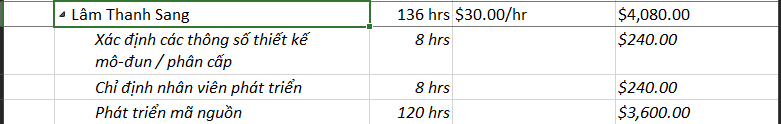 Lâm Thanh Sang 136 hrs $30.00/hr $4,080.00
Xác định các thông số thiết kế 8 hrs $240.00
mô-đun / phân cấp
Chỉ định nhân viên phát triển 8 hrs $240.00
Phát triển mã nguồn 120 hrs $3,600.00